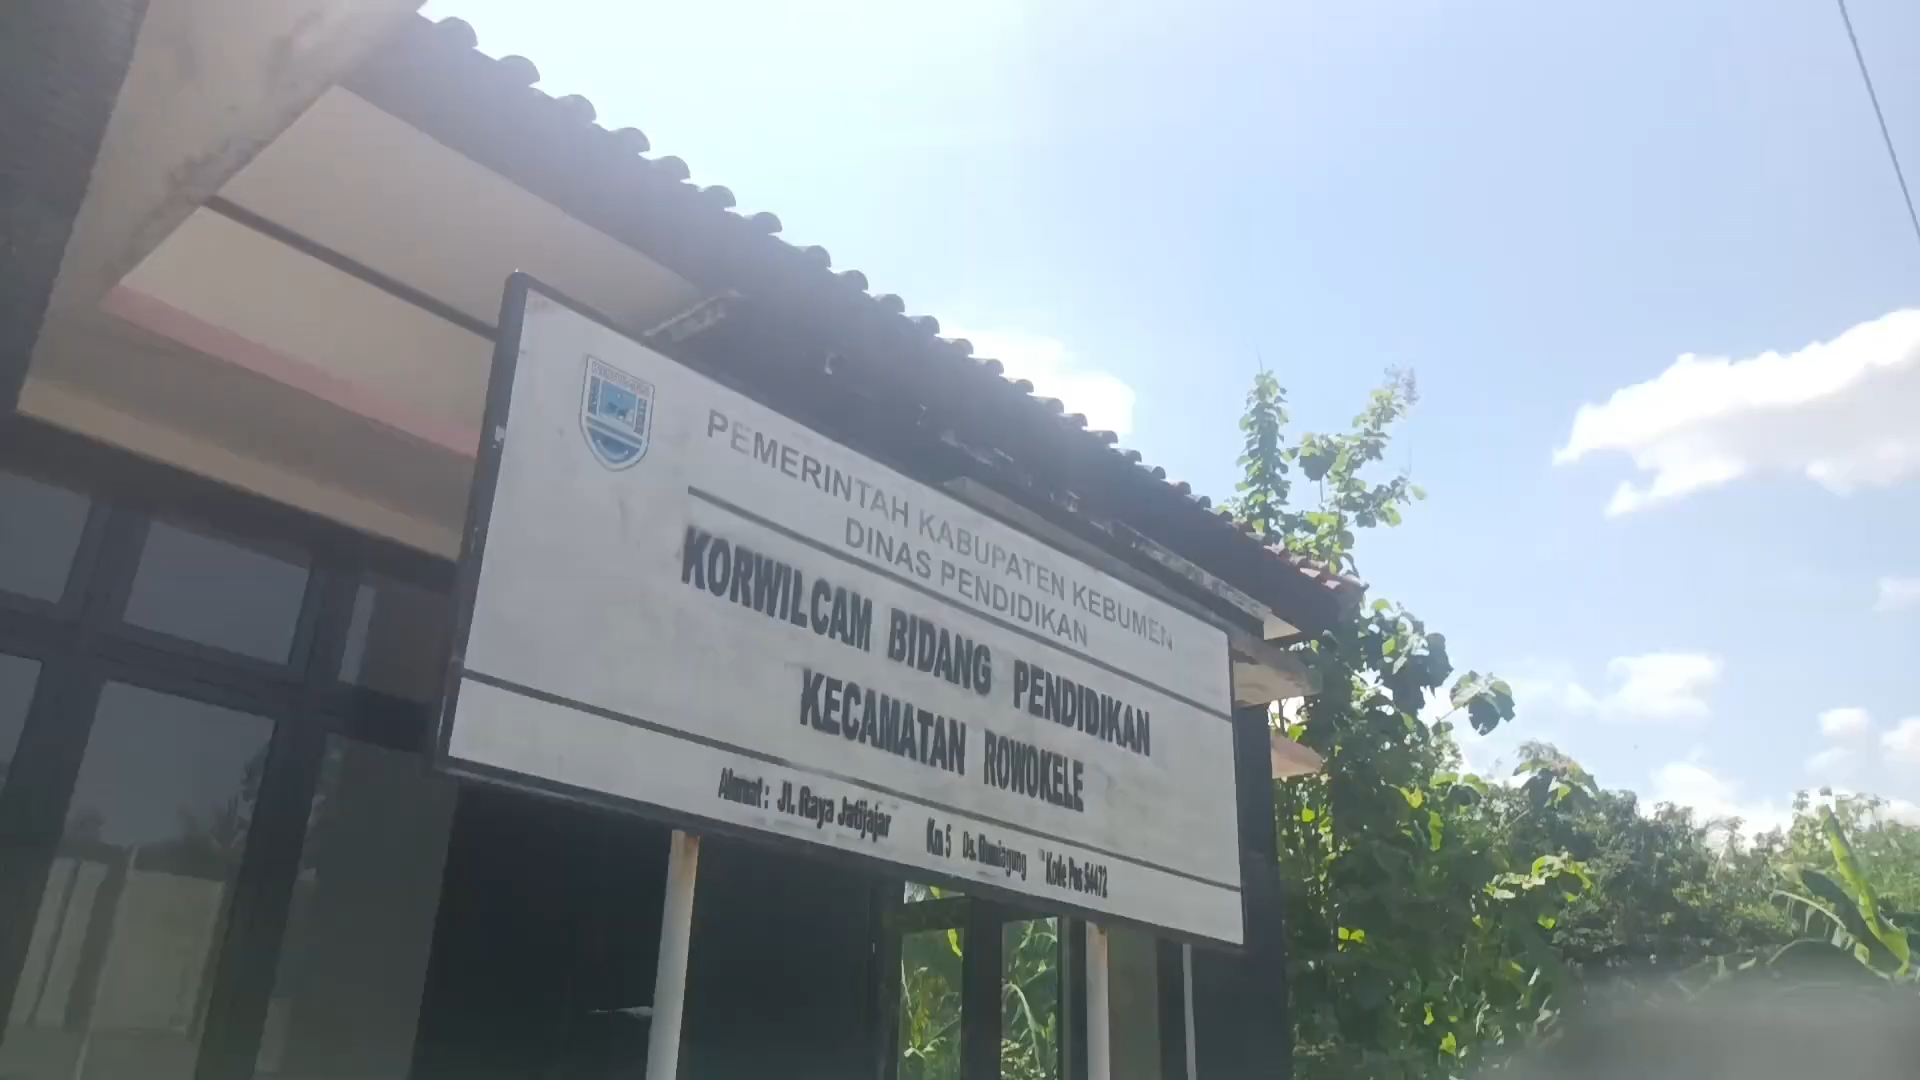 PEMERINTAH KABUPATEN KEBUMEN
DINAS PENDIDIKAN
KORWILCAM BIDANG PENDIDIKAN
KECAMATAN ROWOKELE
Alamat : Jl. Raya Jatijajar Km 5 Ds. Kode Pos 54472